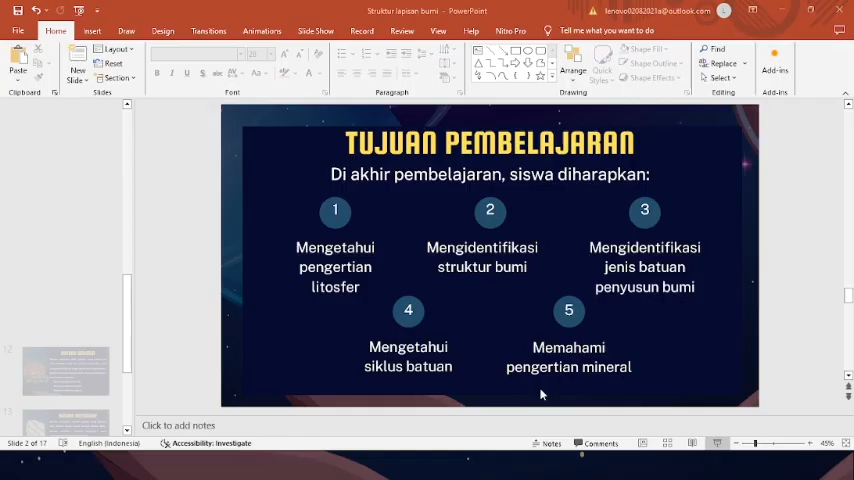 Struktur lapisan bumi - PowerPoint
lenovo02082021a@outlook.com
L
File Home Insert Draw Design Transitions Animations Slide Show Record Review View Help Nitro Pro Tell me what you want to do
Paste
Clipboard
New
Slide
Layout
Reset
Section
Slides
28
B I U S ab AV Aa A
Font
Paragraph
Arrange
Quick
Styles
Shape Fill
Shape Outline
Shape Effects
Drawing
Find
Replace
Select
Editing
Add-ins
Add-ins
TUJUAN PEMBELAJARAN
Di akhir pembelajaran, siswa diharapkan:
1
Mengetahui
pengertian
litosfer
2
Mengidentifikasi
struktur bumi
3
Mengidentifikasi
jenis batuan
penyusun bumi
4
Mengetahui
siklus batuan
5
Memahami
pengertian mineral
12
13
Click to add notes
Slide 2 of 17 English (Indonesia) Accessibility: Investigate Notes Comments 45%